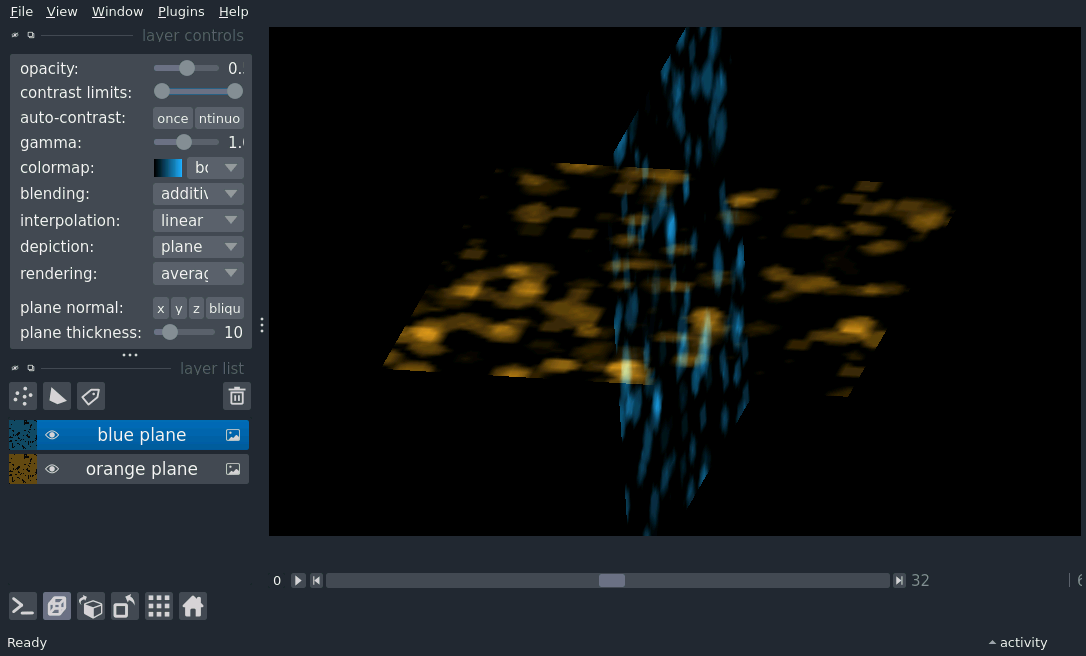 File View Window Plugins Help
layer controls
opacity: 0.
contrast limits:
auto-contrast: once ntinuo
gamma: 1.
colormap:
blending: additiv
interpolation: linear
depiction: plane
rendering: averag
plane normal: x y z bliqu
plane thickness: 10
layer list
blue plane
orange plane
0 32
Ready
activity